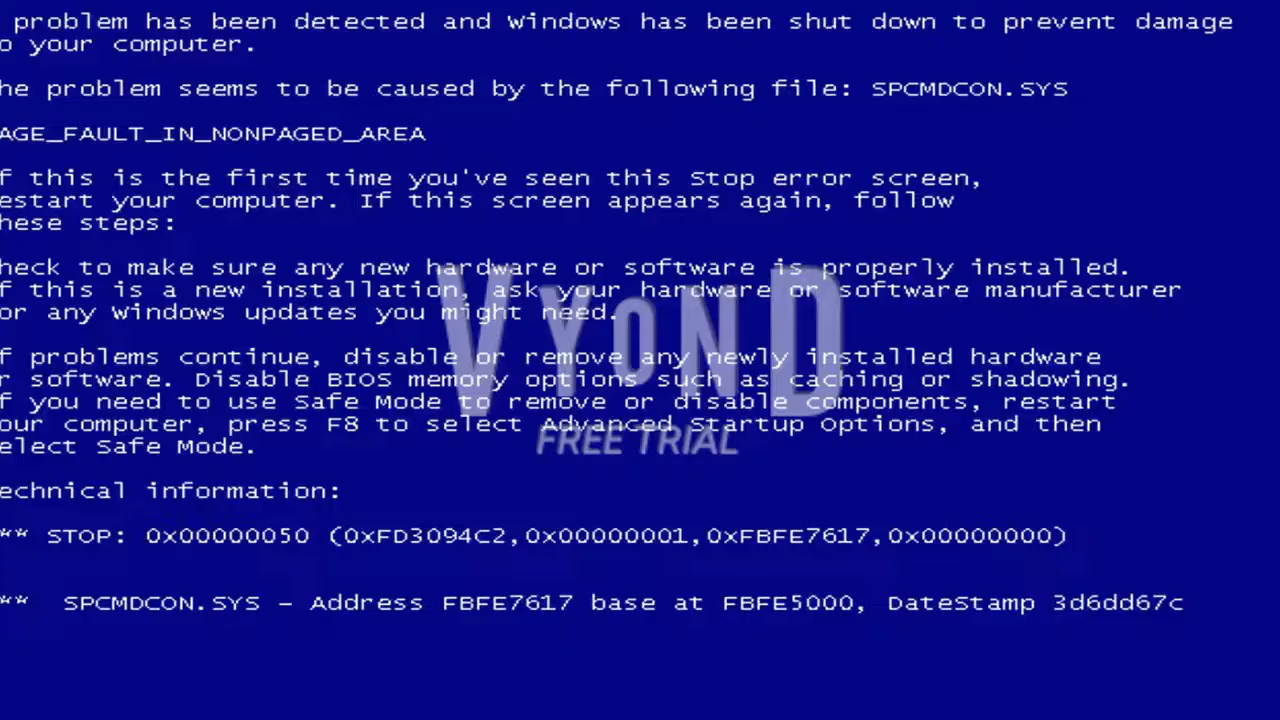 problem has been detected and Windows has been shut down to prevent damage
o your computer.
he problem seems to be caused by the following file: SPCMDCON.SYS
AGE_FAULT_IN_NONPAGED_AREA
f this is the first time you've seen this Stop error screen,
estart your computer. If this screen appears again, follow
hese steps:
heck to make sure any new hardware or software is properly installed.
f this is a new installation, ask your hardware or software manufacturer
or any Windows updates you might need.
f problems continue, disable or remove any newly installed hardware
r software. Disable BIOS memory options such as caching or shadowing.
f you need to use Safe Mode to remove or disable components, restart
our computer, press F8 to select Advanced Startup Options, and then
elect Safe Mode.
echnical information:
** STOP: 0x00000050 (0xFD3094C2,0x00000001,0xFBFE7617,0x00000000)
** SPCMDCON.SYS - Address FBFE7617 base at FBFE5000, DateStamp 3d6dd67c
VYOND
FREE TRIAL